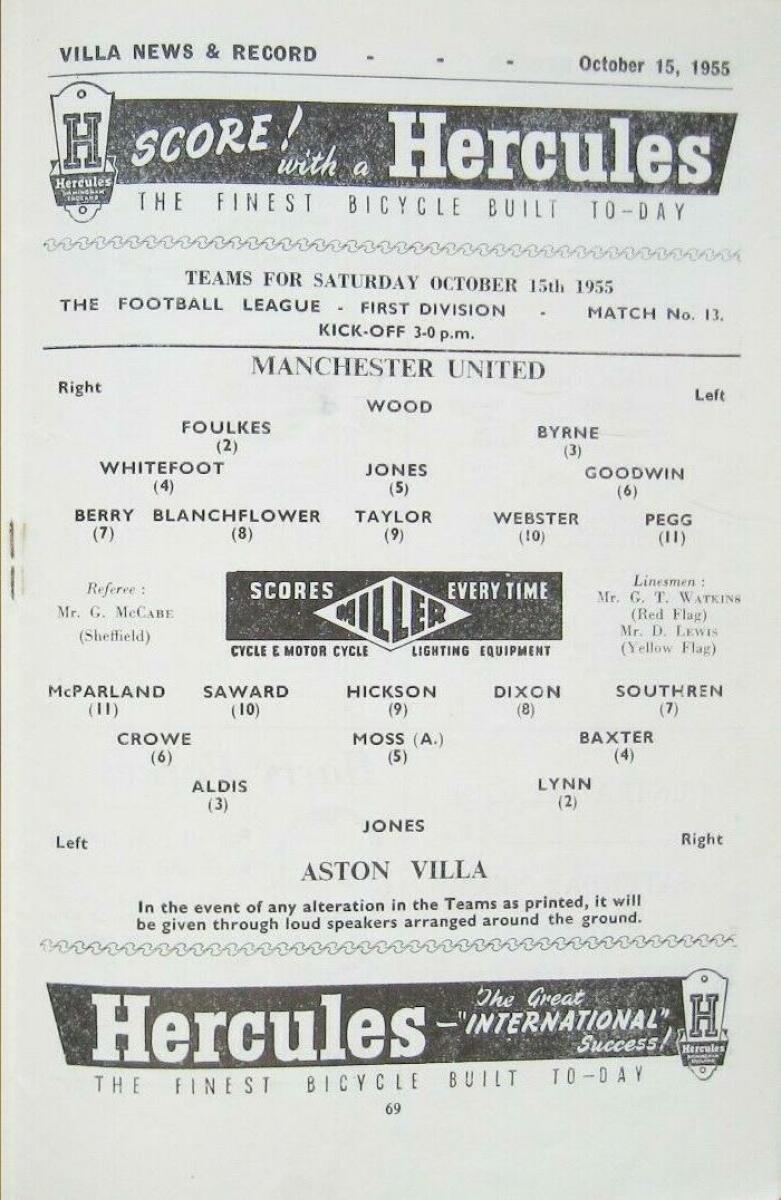 VILLA NEWS & RECORD - - - October 15, 1955
H
Hercules
BIRMINGHAM
ENGLAND
SCORE! with a Hercules
THE FINEST BICYCLE BUILT TO-DAY
TEAMS FOR SATURDAY OCTOBER 15th 1955
THE FOOTBALL LEAGUE - FIRST DIVISION - MATCH No. 13.
KICK-OFF 3-0 p.m.
MANCHESTER UNITED
Right Left
WOOD
FOULKES BYRNE
(2) (3)
WHITEFOOT JONES GOODWIN
(4) (5) (6)
BERRY BLANCHFLOWER TAYLOR WEBSTER PEGG
(7) (8) (9) (10) (11)
Referee :
Mr. G. McCABE
(Sheffield)
SCORES MILLER EVERY TIME
CYCLE & MOTOR CYCLE LIGHTING EQUIPMENT
Linesmen :
Mr. G. T. WATKINS
(Red Flag)
Mr. D. LEWIS
(Yellow Flag)
McPARLAND SAWARD HICKSON DIXON SOUTHREN
(11) (10) (9) (8) (7)
CROWE MOSS (A.) BAXTER
(6) (5) (4)
ALDIS LYNN
(3) (2)
JONES
Left Right
ASTON VILLA
In the event of any alteration in the Teams as printed, it will
be given through loud speakers arranged around the ground.
Hercules
The Great
—"INTERNATIONAL"
Success!
H
Hercules
THE FINEST BICYCLE BUILT TO-DAY
69